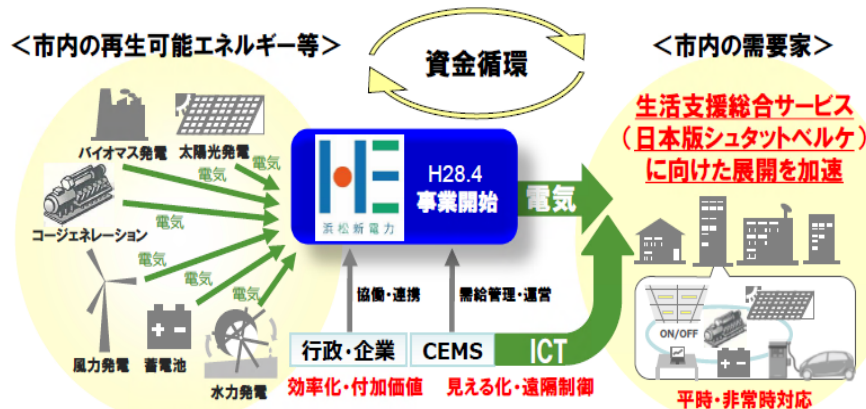 ＜市内の再生可能エネルギー等＞
資金循環
＜市内の需要家＞
生活支援総合サービス
（日本版シュタットベルケ）
に向けた展開を加速
バイオマス発電
太陽光発電
電気
電気
コージェネレーション
電気
電気
電気
風力発電
蓄電池
水力発電
浜松新電力
H28.4
事業開始
電気
協働・連携
需給管理・運営
行政・企業
CEMS
ICT
効率化・付加価値
見える化・遠隔制御
ON/OFF
平時・非常時対応